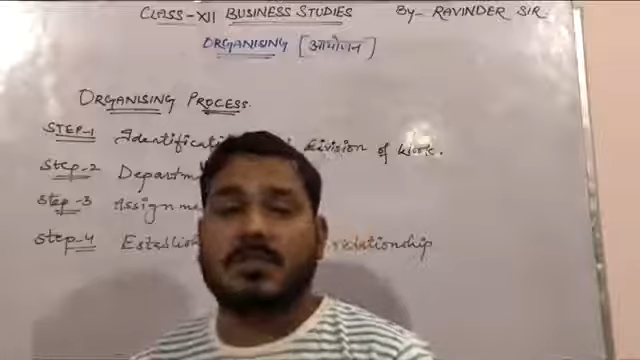 CLASS-XII BUSINESS STUDIES By- RAVINDER SIR.
ORGANISING [आयोजन]
ORGANISING PROCESS.
STEP-1 Identificati division of work.
Step-2 Departm
Step-3 Assignme
Step-4 Establish relationship